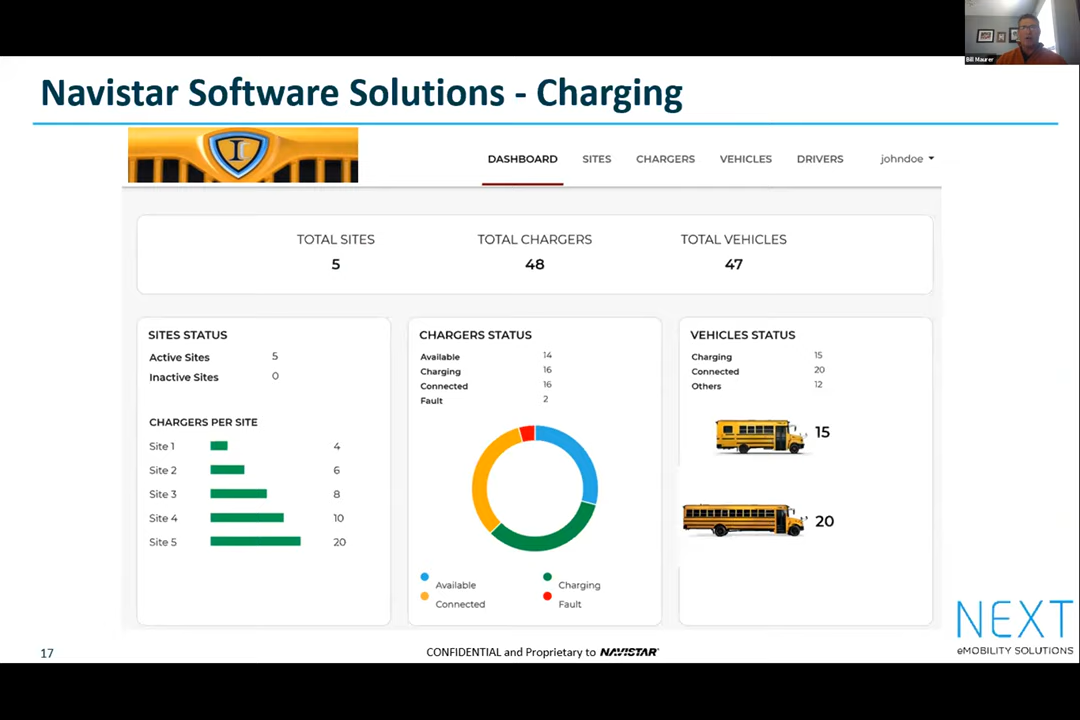 Bill Maurer
Navistar Software Solutions - Charging
DASHBOARD SITES CHARGERS VEHICLES DRIVERS johndoe
TOTAL SITES TOTAL CHARGERS TOTAL VEHICLES
5 48 47
SITES STATUS
Active Sites 5
Inactive Sites 0
CHARGERS PER SITE
Site 1 4
Site 2 6
Site 3 8
Site 4 10
Site 5 20
CHARGERS STATUS
Available 14
Charging 16
Connected 16
Fault 2
Available Charging
Connected Fault
VEHICLES STATUS
Charging 15
Connected 20
Others 12
15
20
NEXT
eMOBILITY SOLUTIONS
17 CONFIDENTIAL and Proprietary to NAVISTAR